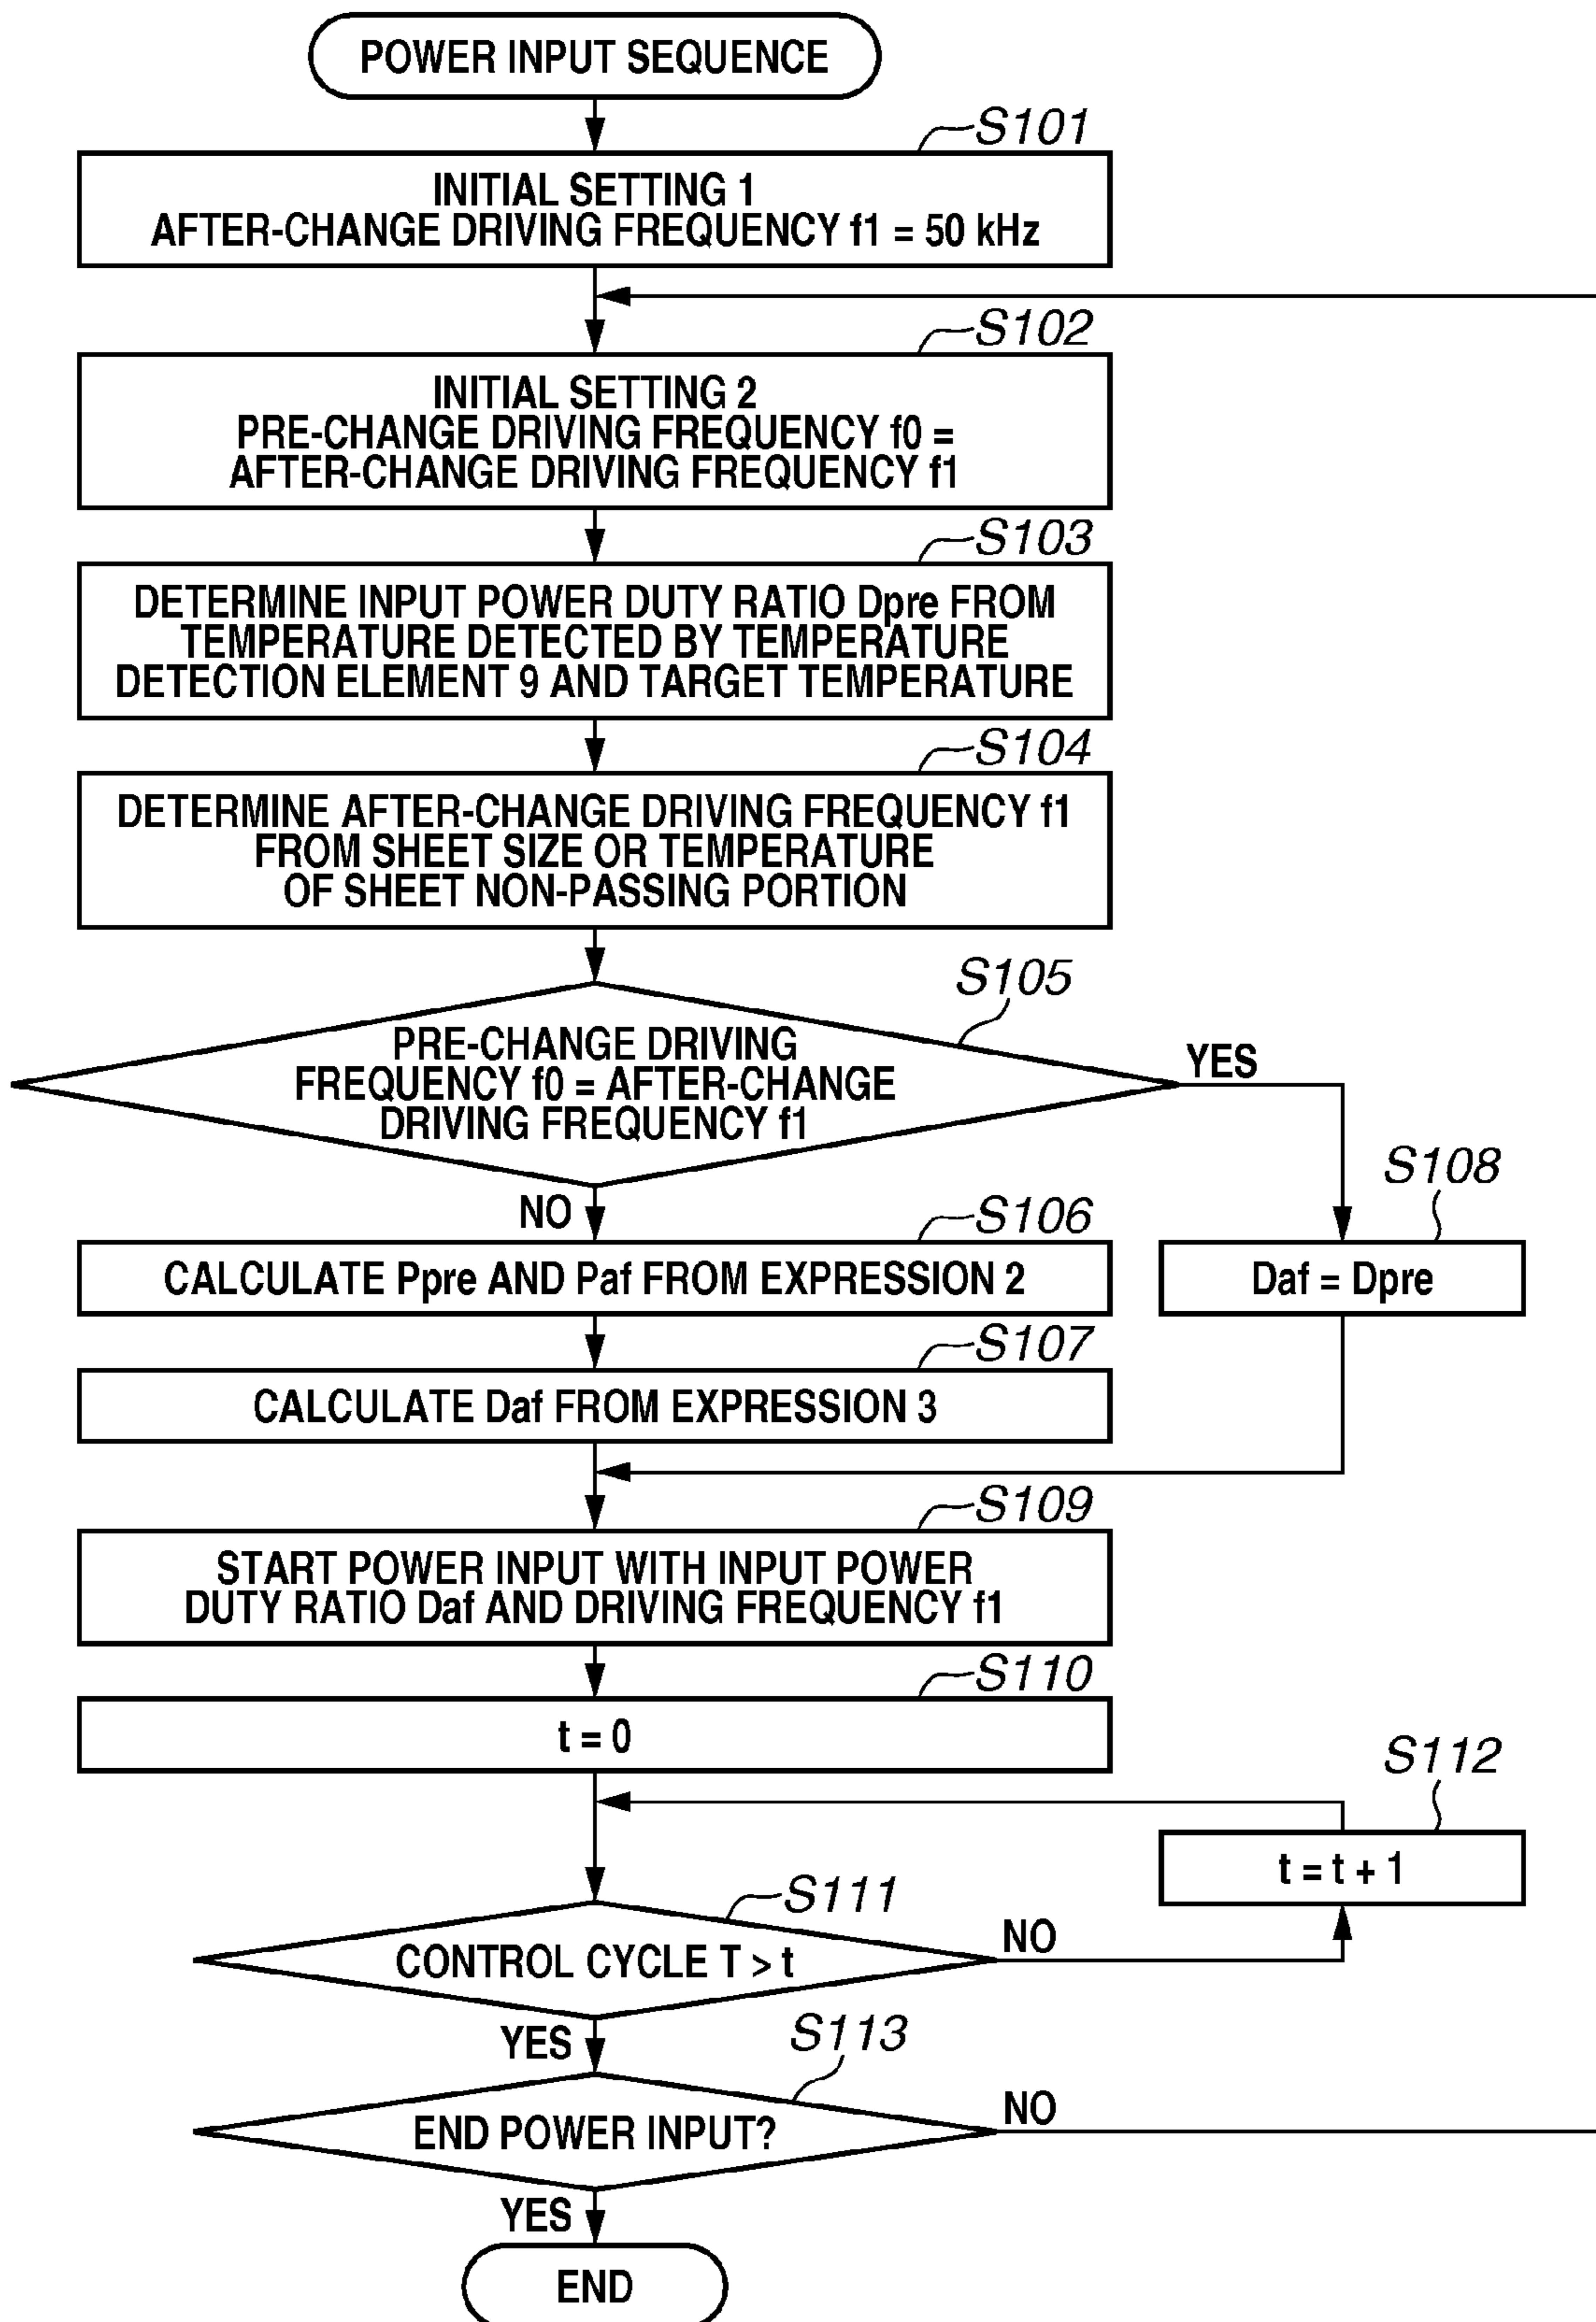 POWER INPUT SEQUENCE
S101
INITIAL SETTING 1
AFTER-CHANGE DRIVING FREQUENCY f1 = 50 kHz
S102
INITIAL SETTING 2
PRE-CHANGE DRIVING FREQUENCY f0 =
AFTER-CHANGE DRIVING FREQUENCY f1
S103
DETERMINE INPUT POWER DUTY RATIO Dpre FROM
TEMPERATURE DETECTED BY TEMPERATURE
DETECTION ELEMENT 9 AND TARGET TEMPERATURE
S104
DETERMINE AFTER-CHANGE DRIVING FREQUENCY f1
FROM SHEET SIZE OR TEMPERATURE
OF SHEET NON-PASSING PORTION
S105
PRE-CHANGE DRIVING
FREQUENCY f0 = AFTER-CHANGE
DRIVING FREQUENCY f1
YES
NO
S106
CALCULATE Ppre AND Paf FROM EXPRESSION 2
S108
Daf = Dpre
S107
CALCULATE Daf FROM EXPRESSION 3
S109
START POWER INPUT WITH INPUT POWER
DUTY RATIO Daf AND DRIVING FREQUENCY f1
S110
t = 0
S112
t = t + 1
S111
CONTROL CYCLE T > t
NO
YES
S113
END POWER INPUT?
NO
YES
END